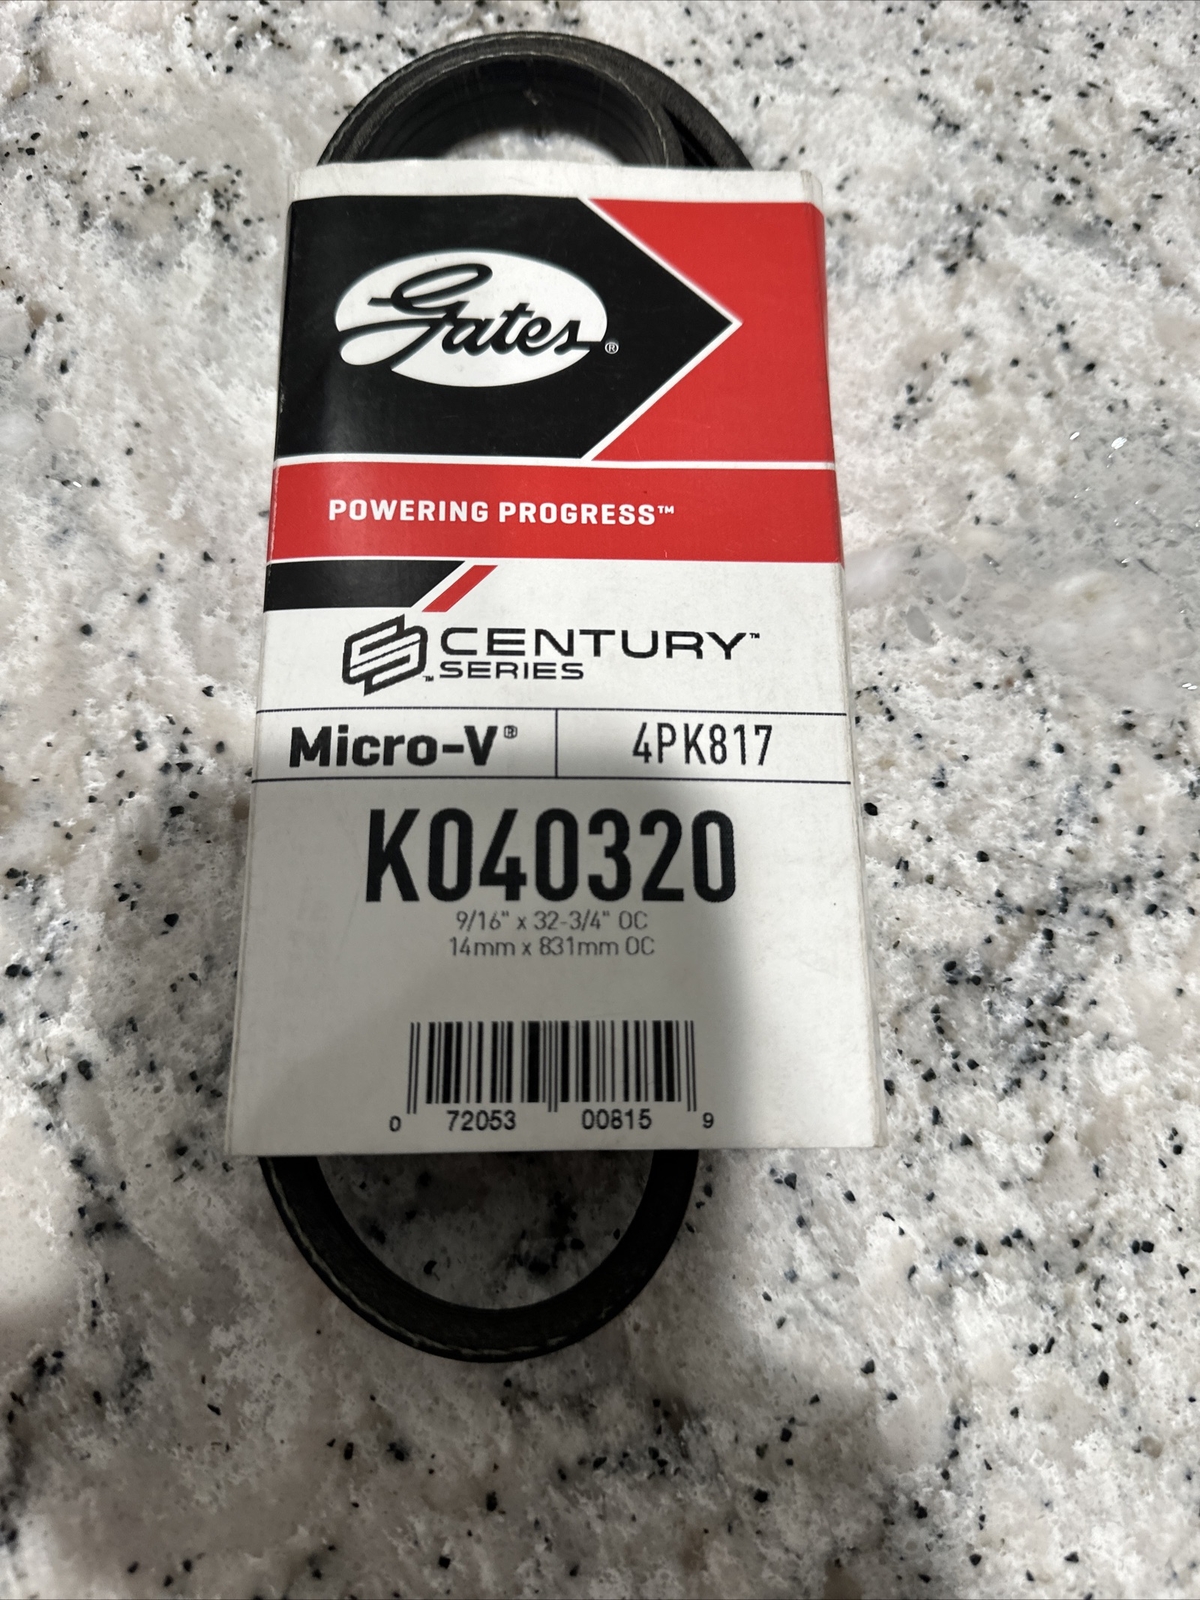 Gates®
POWERING PROGRESS™
CENTURY™
SERIES
Micro-V® 4PK817
K040320
9/16" x 32-3/4" OC
14mm x 831mm OC
0 72053 00815 9